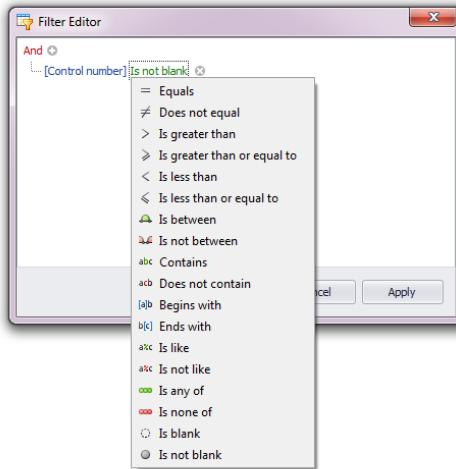 Filter Editor
And
[Control number] Is not blank
= Equals
≠ Does not equal
> Is greater than
⩾ Is greater than or equal to
< Is less than
⩽ Is less than or equal to
Is between
Is not between
abc Contains
acb Does not contain
[a]b Begins with
b[c] Ends with
a%c Is like
a%c Is not like
Is any of
Is none of
Is blank
Is not blank
Apply